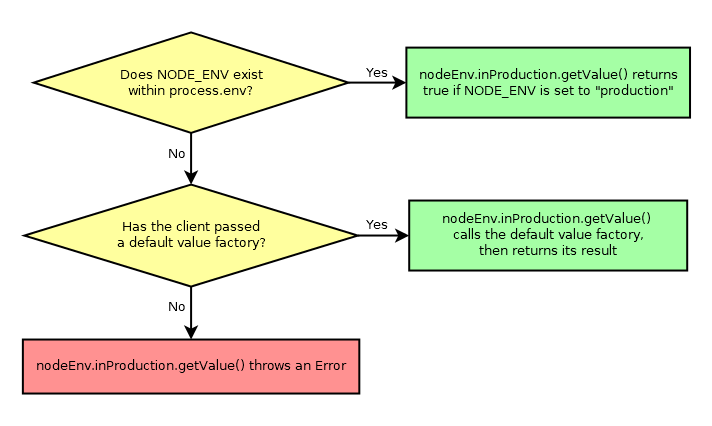 Does NODE_ENV exist
within process.env?
Yes
nodeEnv.inProduction.getValue() returns
true if NODE_ENV is set to "production"
No
Has the client passed
a default value factory?
Yes
nodeEnv.inProduction.getValue()
calls the default value factory,
then returns its result
No
nodeEnv.inProduction.getValue() throws an Error